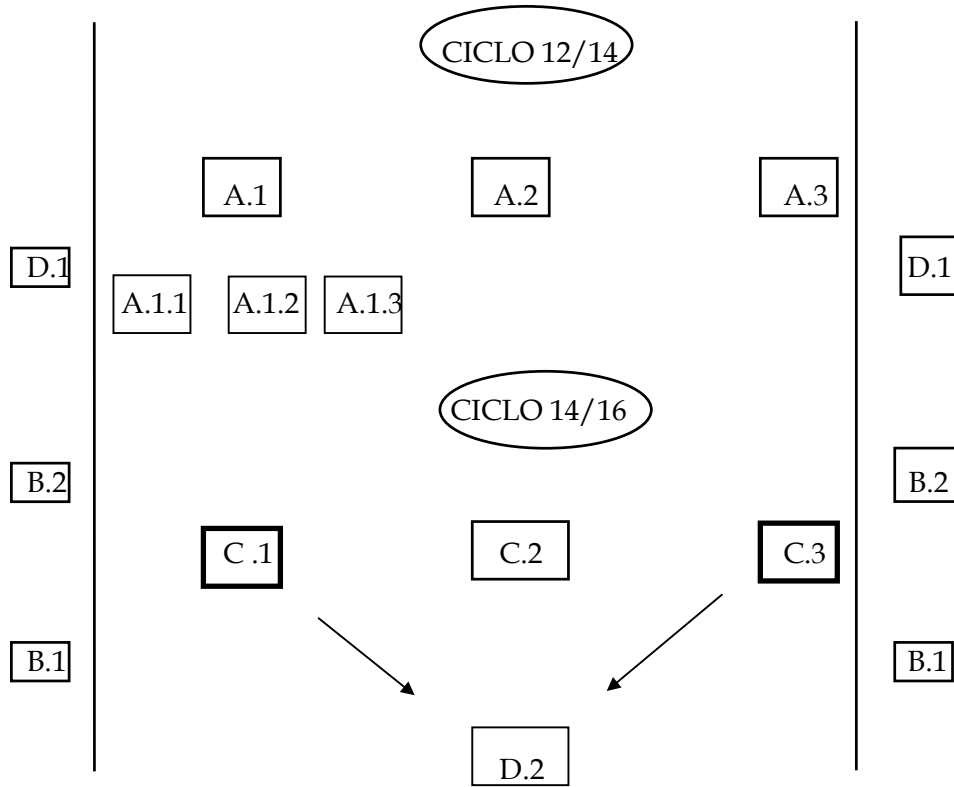 CICLO 12/14
A.1
A.2
A.3
D.1
D.1
A.1.1
A.1.2
A.1.3
CICLO 14/16
B.2
B.2
C .1
C.2
C.3
B.1
B.1
D.2